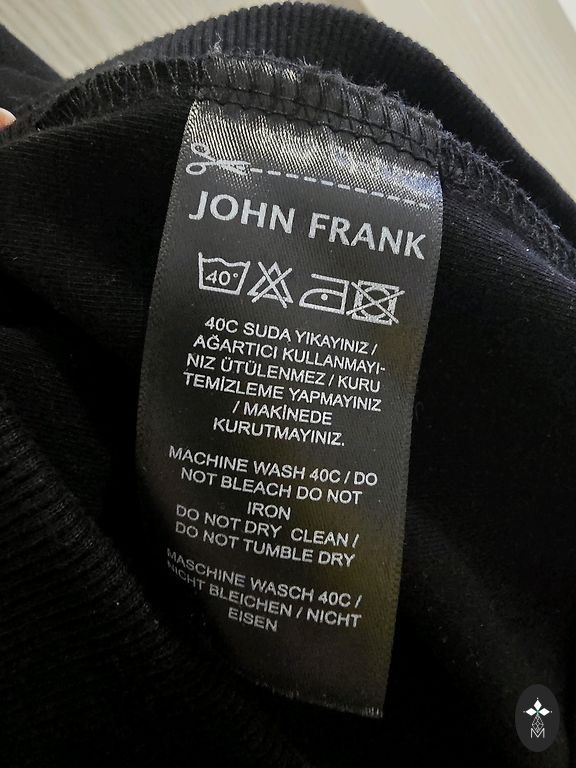 JOHN FRANK
40°
40C SUDA YIKAYINIZ /
AĞARTICI KULLANMAYI-
NIZ ÜTÜLENMEZ / KURU
TEMİZLEME YAPMAYINIZ
/ MAKİNEDE
KURUTMAYINIZ.
MACHINE WASH 40C / DO
NOT BLEACH DO NOT
IRON
DO NOT DRY CLEAN /
DO NOT TUMBLE DRY
MASCHINE WASCH 40C /
NICHT BLEICHEN / NICHT
EISEN
M